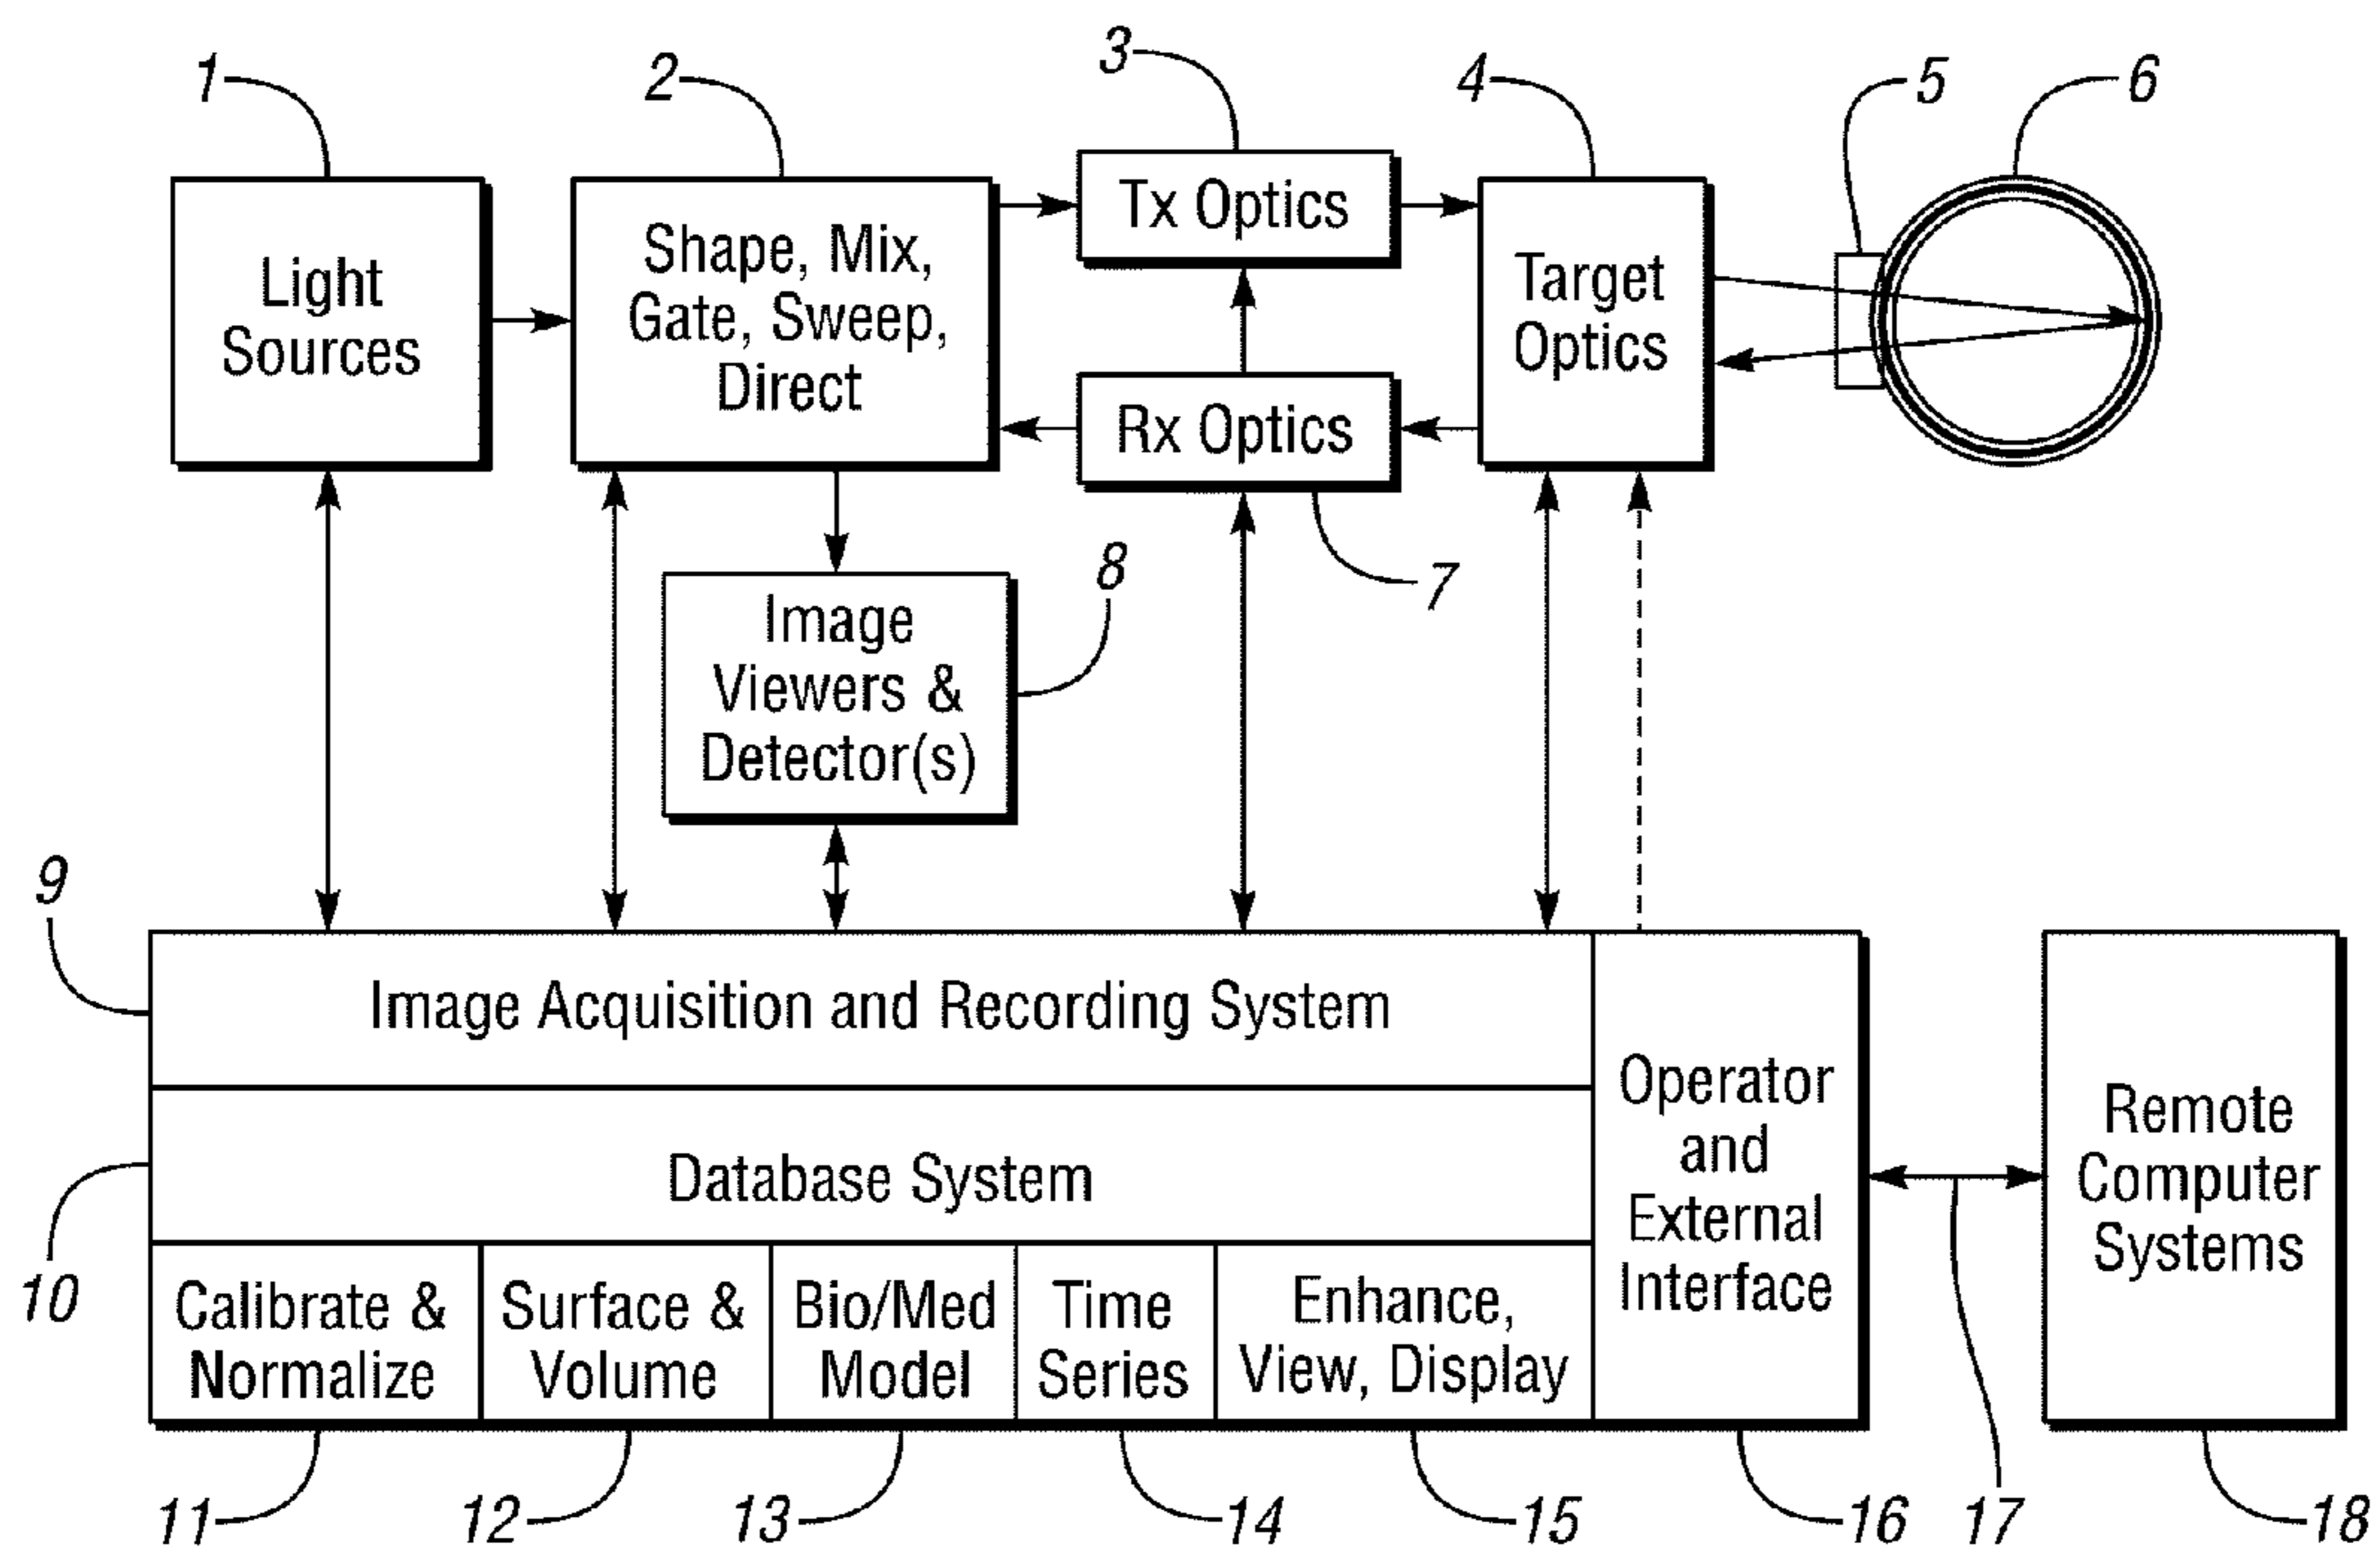 1
2
3
4
5
6
Light
Sources
Shape, Mix,
Gate, Sweep,
Direct
Tx Optics
Rx Optics
Target
Optics
7
8
Image
Viewers &
Detector(s)
9
Image Acquisition and Recording System
10
Database System
Calibrate &
Normalize
Surface &
Volume
Bio/Med
Model
Time
Series
Enhance,
View, Display
Operator
and
External
Interface
Remote
Computer
Systems
11
12
13
14
15
16
17
18